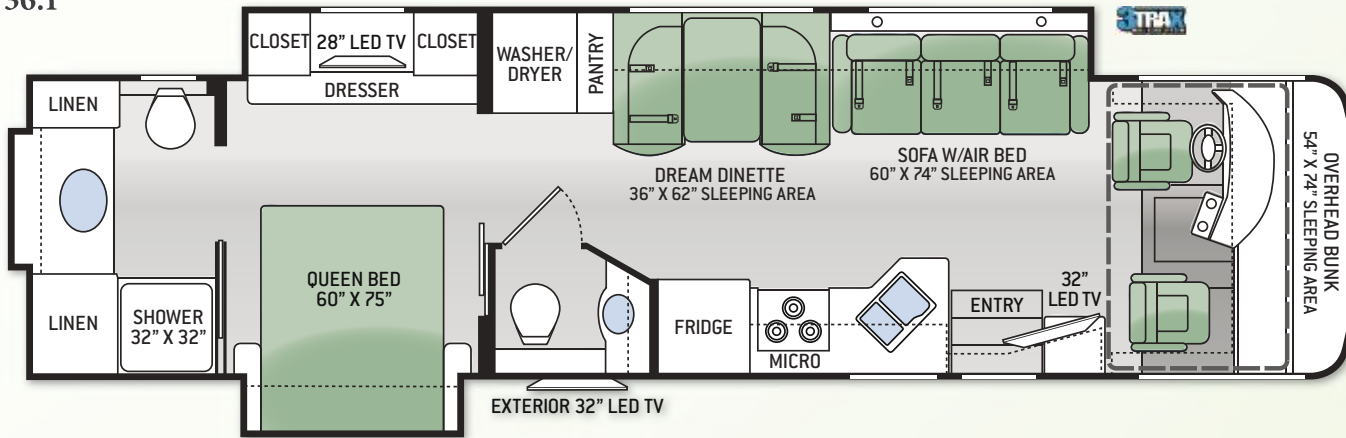 36.1
3TRAX
CLOSET
28" LED TV
CLOSET
DRESSER
WASHER/
DRYER
PANTRY
LINEN
DREAM DINETTE
36" X 62" SLEEPING AREA
SOFA W/AIR BED
60" X 74" SLEEPING AREA
OVERHEAD BUNK
54" X 74" SLEEPING AREA
QUEEN BED
60" X 75"
LINEN
SHOWER
32" X 32"
FRIDGE
MICRO
ENTRY
32"
LED TV
EXTERIOR 32" LED TV